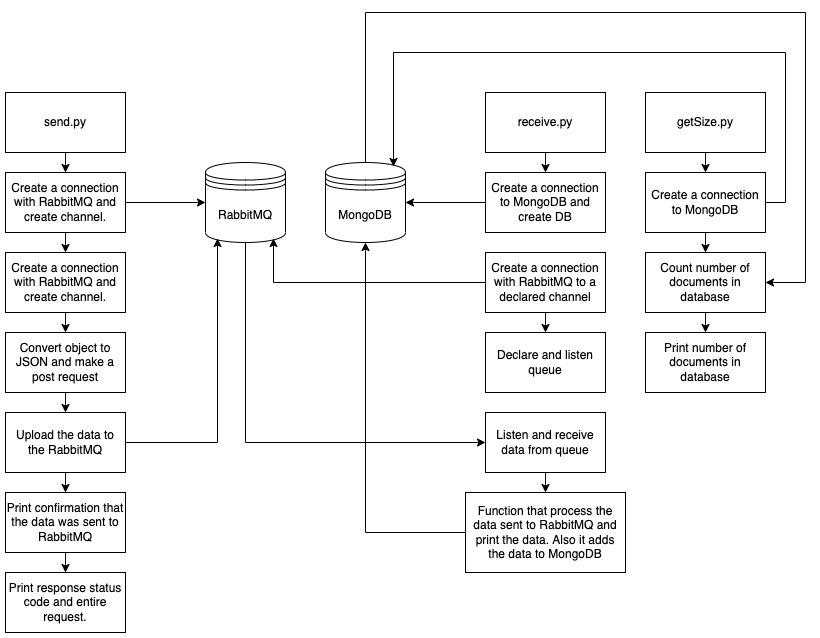 send.py
Create a connection
with RabbitMQ and
create channel.
Create a connection
with RabbitMQ and
create channel.
Convert object to
JSON and make a
post request
Upload the data to
the RabbitMQ
Print confirmation that
the data was sent to
RabbitMQ
Print response status
code and entire
request.
RabbitMQ
MongoDB
receive.py
Create a connection
to MongoDB and
create DB
Create a connection
with RabbitMQ to a
declared channel
Declare and listen
queue
Listen and receive
data from queue
Function that process the
data sent to RabbitMQ and
print the data. Also it adds
the data to MongoDB
getSize.py
Create a connection
to MongoDB
Count number of
documents in
database
Print number of
documents in
database